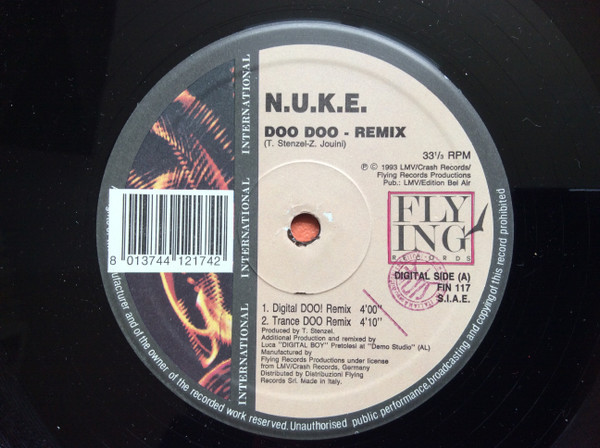 N.U.K.E.
DOO DOO - REMIX
(T. Stenzel-Z. Jouini)
33 1/3 RPM
℗ © 1993 LMV/Crash Records/
Flying Records Productions
Pub.: LMV/Edition Bel Air
FLY
ING
RECORDS
DIGITAL SIDE (A)
FIN 117
S.I.A.E.
1. Digital DOO! Remix 4'00"
2. Trance DOO Remix 4'10"
Produced by T. Stenzel.
Additional Production and remixed by
Luca "DIGITAL BOY" Pretolesi at "Demo Studio" (AL)
Manufactured by
Flying Records Productions under license
from LMV/Crash Records, Germany
Distributed by Distribuzioni Flying
Records Srl. Made in Italy.
INTERNATIONAL
INTERNATIONAL
INTERNATIONAL
INTERNATIONAL
8 013744 121742
manufacturer and of the owner of the recorded work reserved. Unauthorised public performance, broadcasting and copying of this record prohibited